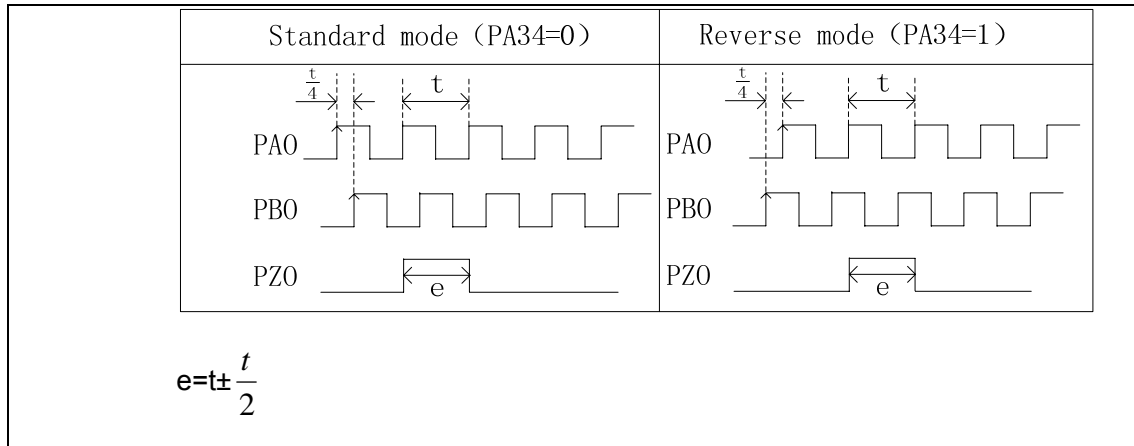 Standard mode (PA34=0)
Reverse mode (PA34=1)
t/4
t
PAO
PBO
PZO
e
t/4
t
PAO
PBO
PZO
e
e=t±t/2